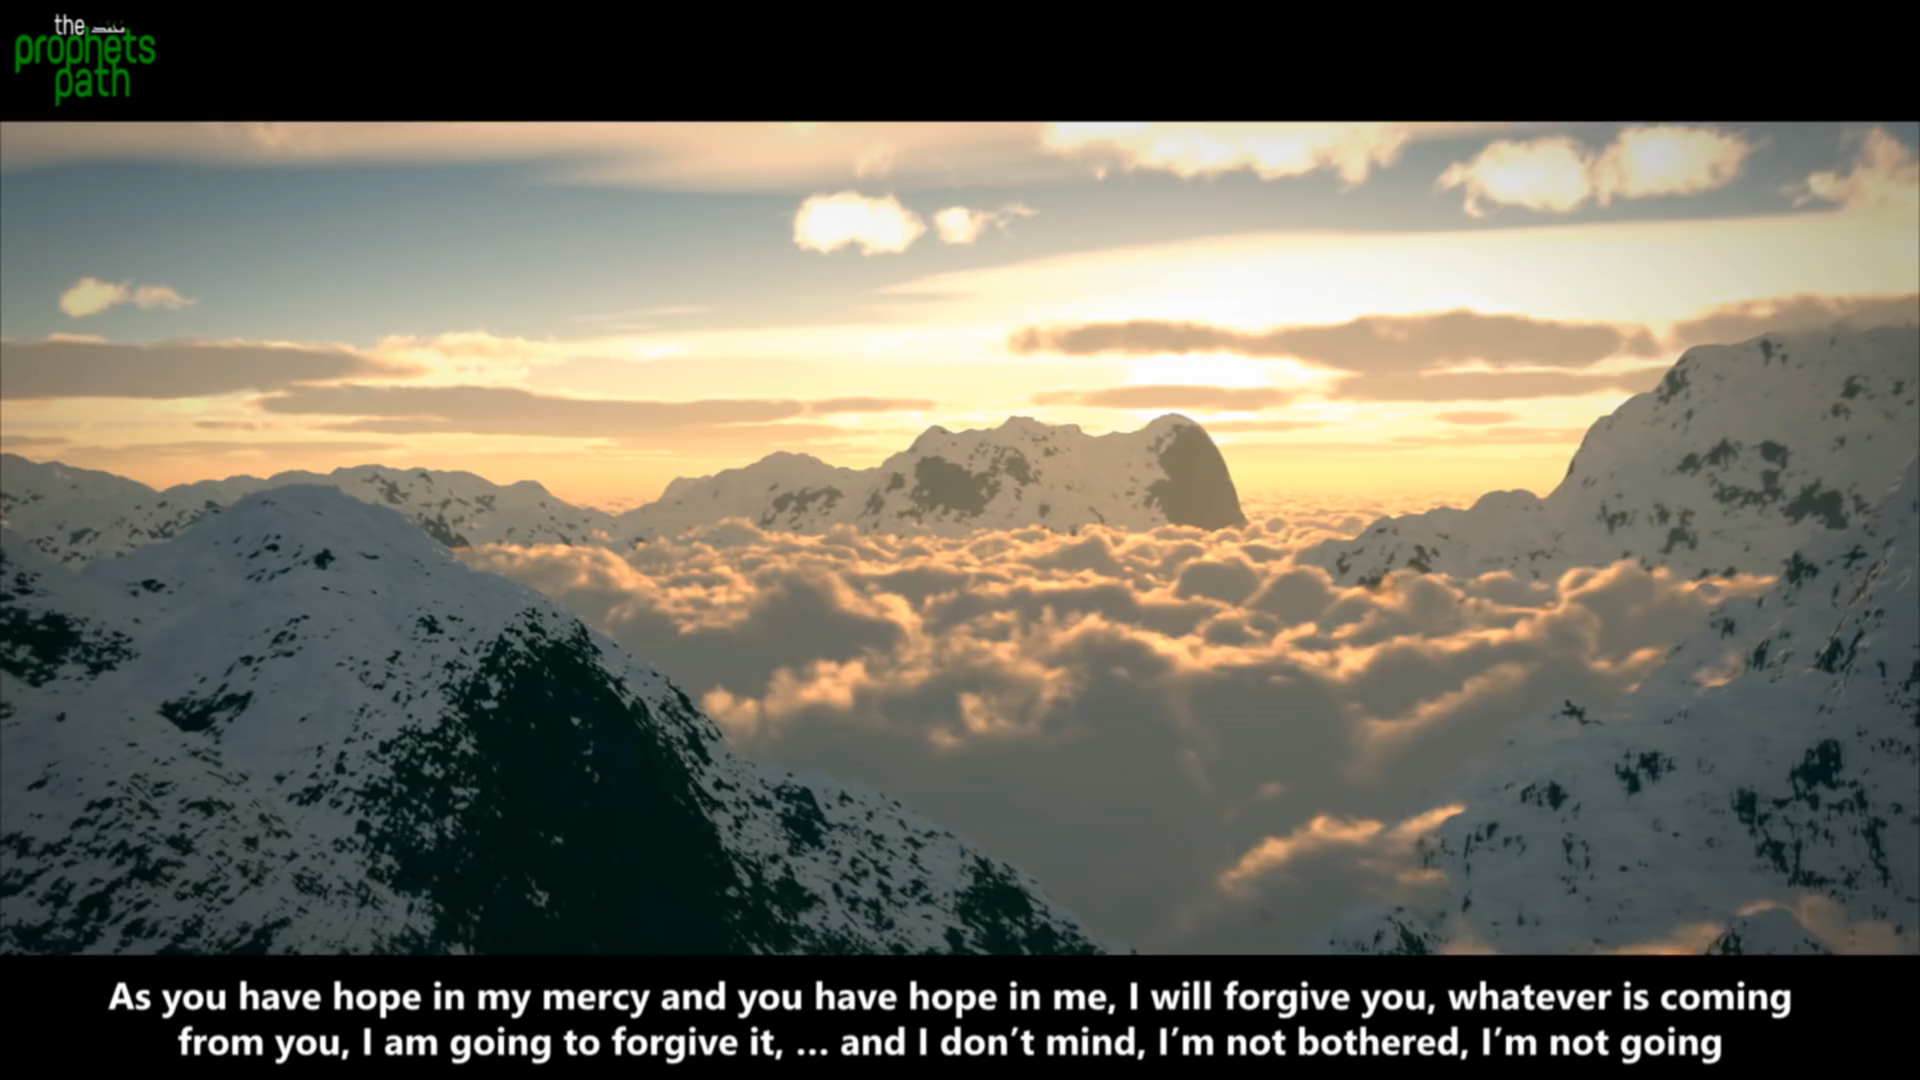 the محمد
prophets
path
As you have hope in my mercy and you have hope in me, I will forgive you, whatever is coming
from you, I am going to forgive it, ... and I don’t mind, I’m not bothered, I’m not going